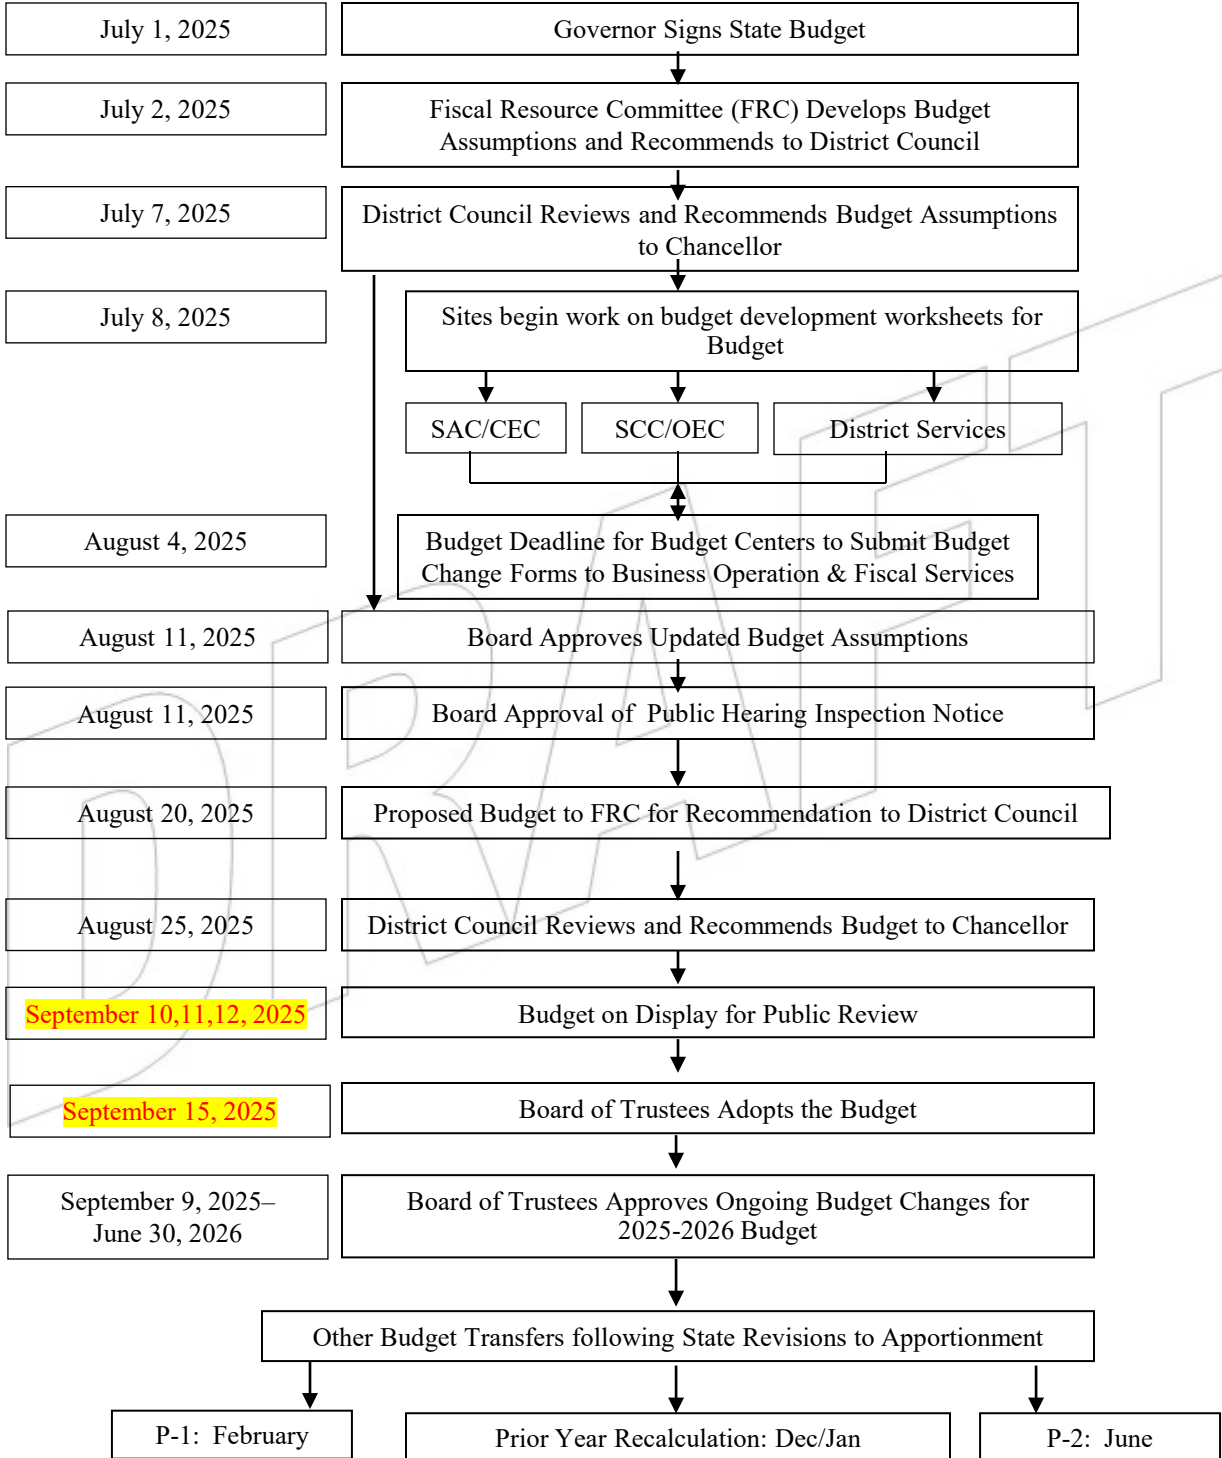 July 1, 2025
Governor Signs State Budget
July 2, 2025
Fiscal Resource Committee (FRC) Develops Budget
Assumptions and Recommends to District Council
July 7, 2025
District Council Reviews and Recommends Budget Assumptions
to Chancellor
July 8, 2025
Sites begin work on budget development worksheets for
Budget
SAC/CEC
SCC/OEC
District Services
August 4, 2025
Budget Deadline for Budget Centers to Submit Budget
Change Forms to Business Operation & Fiscal Services
August 11, 2025
Board Approves Updated Budget Assumptions
August 11, 2025
Board Approval of Public Hearing Inspection Notice
August 20, 2025
Proposed Budget to FRC for Recommendation to District Council
August 25, 2025
District Council Reviews and Recommends Budget to Chancellor
September 10,11,12, 2025
Budget on Display for Public Review
September 15, 2025
Board of Trustees Adopts the Budget
September 9, 2025–
June 30, 2026
Board of Trustees Approves Ongoing Budget Changes for
2025-2026 Budget
Other Budget Transfers following State Revisions to Apportionment
P-1: February
Prior Year Recalculation: Dec/Jan
P-2: June
DRAFT